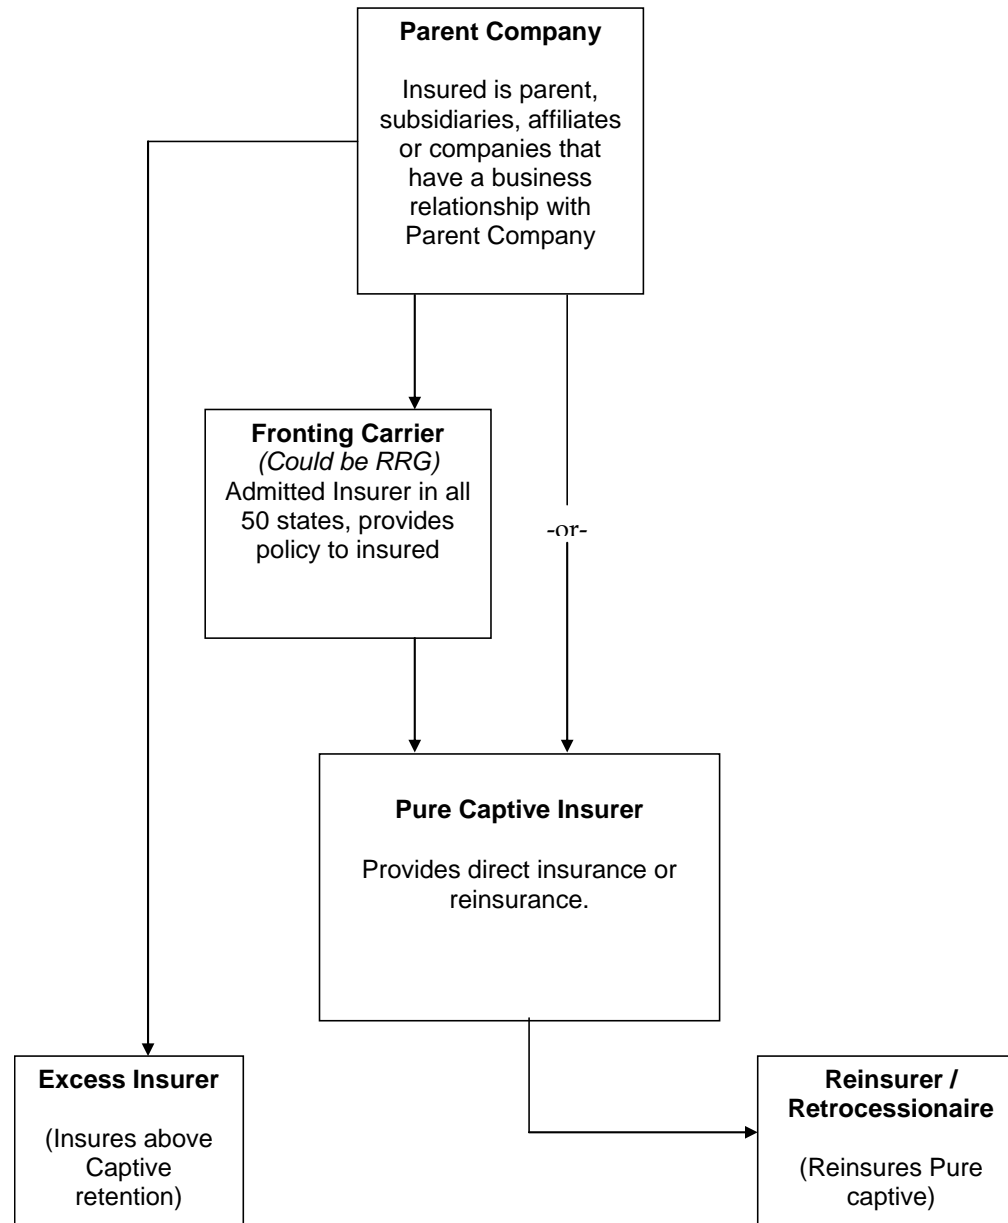 Parent Company
Insured is parent,
subsidiaries, affiliates
or companies that
have a business
relationship with
Parent Company
Fronting Carrier
(Could be RRG)
Admitted Insurer in all
50 states, provides
policy to insured
-or-
Pure Captive Insurer
Provides direct insurance or
reinsurance.
Excess Insurer
(Insures above
Captive
retention)
Reinsurer /
Retrocessionaire
(Reinsures Pure
captive)